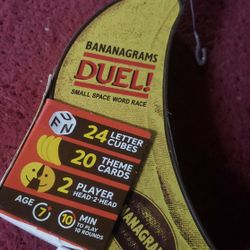 BANANAGRAMS
DUEL!
SMALL SPACE WORD RACE
F U N Z
24 LETTER
CUBES
20 THEME
CARDS
2 PLAYER
HEAD-2-HEAD
AGE 7+ 10 MIN
TO PLAY
10 ROUNDS
BANANAGRAMS